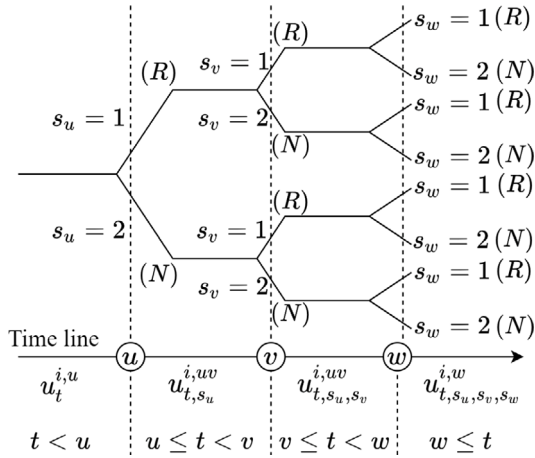 s_w = 1 (R)
(R)
s_v = 1
s_w = 2 (N)
(R)
s_u = 1
s_v = 2
s_w = 1 (R)
(N)
s_w = 2 (N)
s_w = 1 (R)
(R)
s_u = 2
s_v = 1
s_w = 2 (N)
(N)
s_v = 2
s_w = 1 (R)
(N)
s_w = 2 (N)
Time line
u v w
u_t^{i,u} u_{t,s_u}^{i,uv} u_{t,s_u,s_v}^{i,uv} u_{t,s_u,s_v,s_w}^{i,w}
t < u u ≤ t < v v ≤ t < w w ≤ t